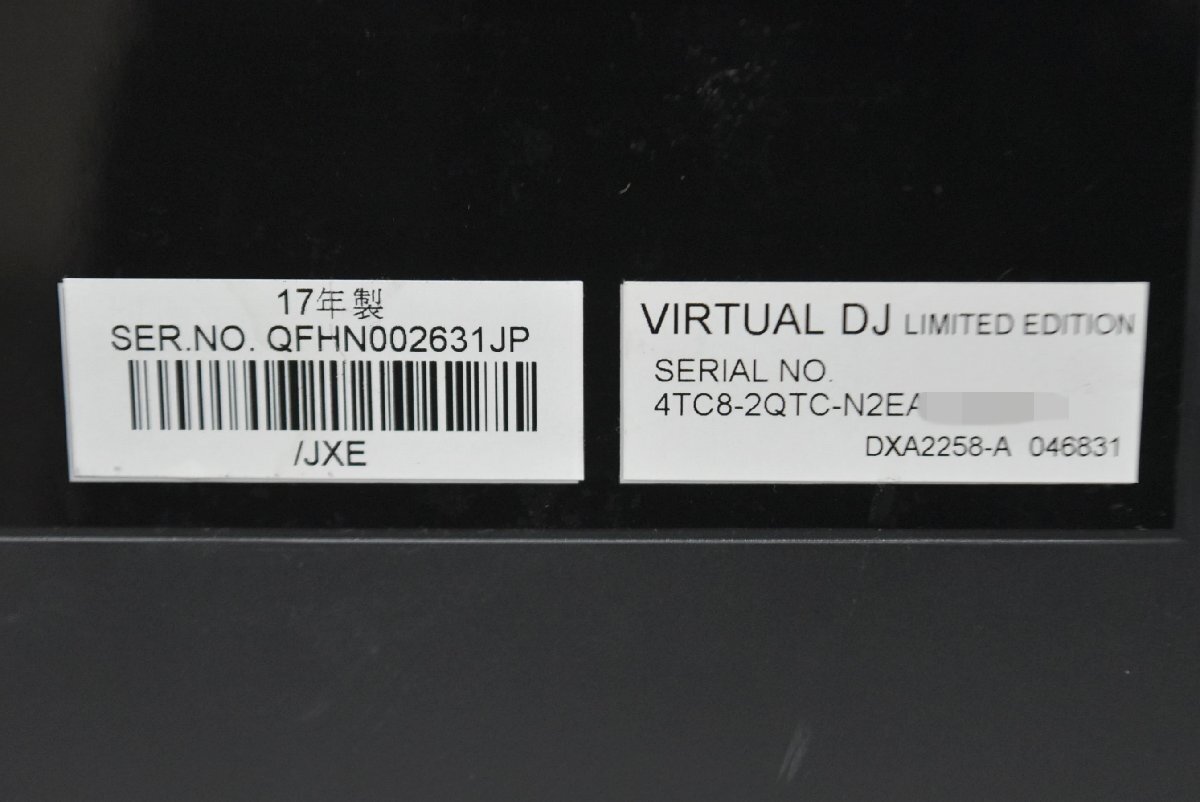 17年製
SER.NO. QFHN002631JP
/JXE
VIRTUAL DJ LIMITED EDITION
SERIAL NO.
4TC8-2QTC-N2EA
DXA2258-A 046831